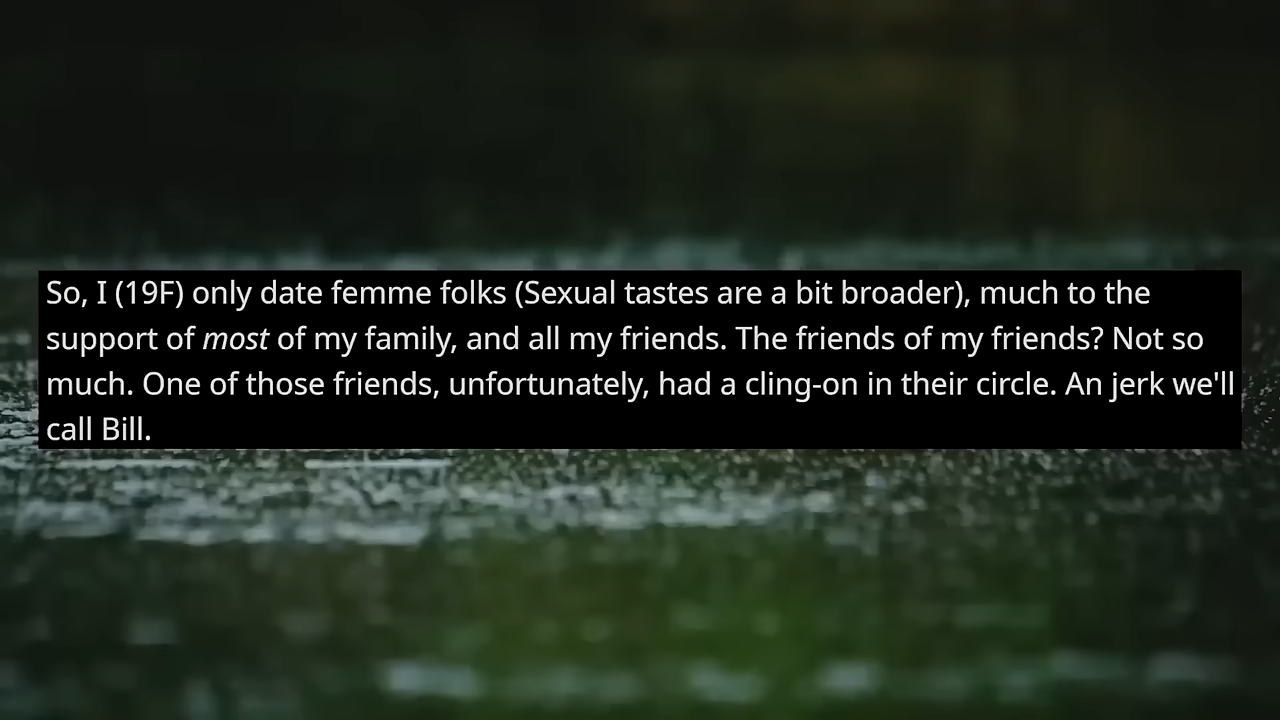 So, I (19F) only date femme folks (Sexual tastes are a bit broader), much to the
support of most of my family, and all my friends. The friends of my friends? Not so
much. One of those friends, unfortunately, had a cling-on in their circle. An jerk we'll
call Bill.